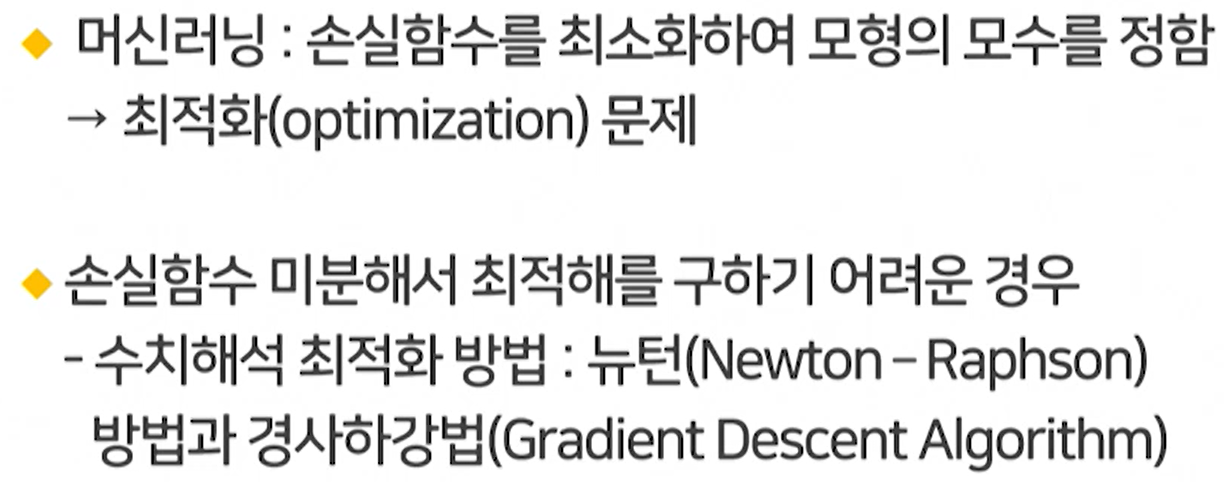 ◆ 머신러닝 : 손실함수를 최소화하여 모형의 모수를 정함
→ 최적화(optimization) 문제
◆ 손실함수 미분해서 최적해를 구하기 어려운 경우
- 수치해석 최적화 방법 : 뉴턴(Newton – Raphson)
방법과 경사하강법(Gradient Descent Algorithm)